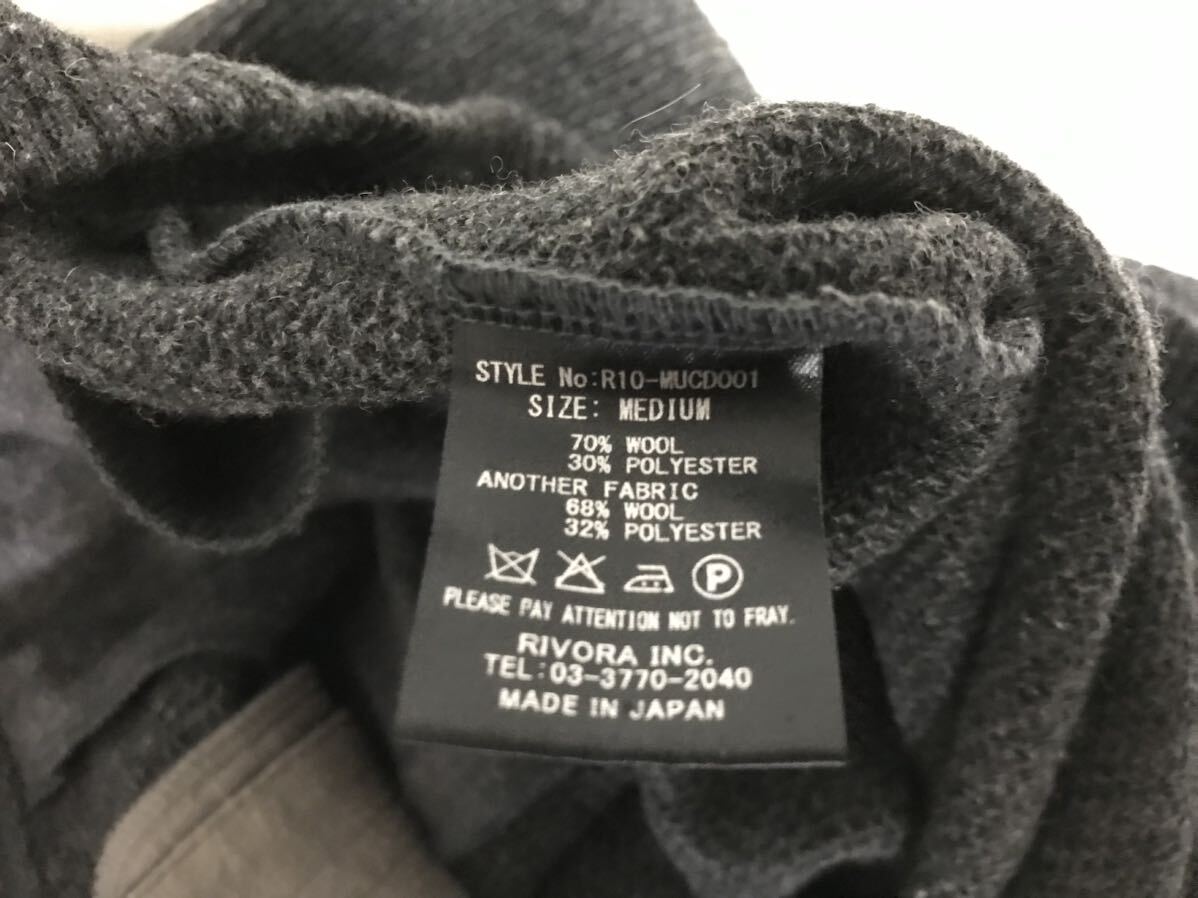 STYLE No:R10-MUCD001
SIZE: MEDIUM
70% WOOL
30% POLYESTER
ANOTHER FABRIC
68% WOOL
32% POLYESTER
P
PLEASE PAY ATTENTION NOT TO FRAY.
RIVORA INC.
TEL:03-3770-2040
MADE IN JAPAN